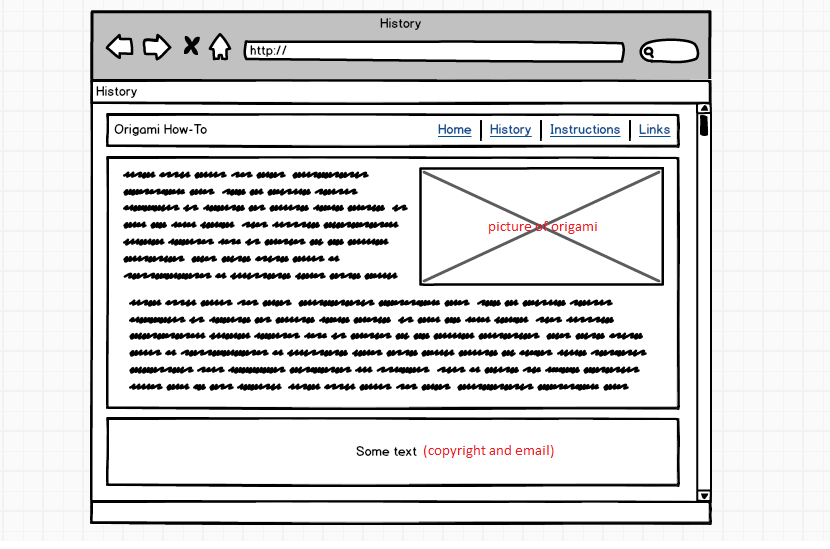 History
http://
History
Origami How-To
Home | History | Instructions | Links
picture of origami
Some text (copyright and email)